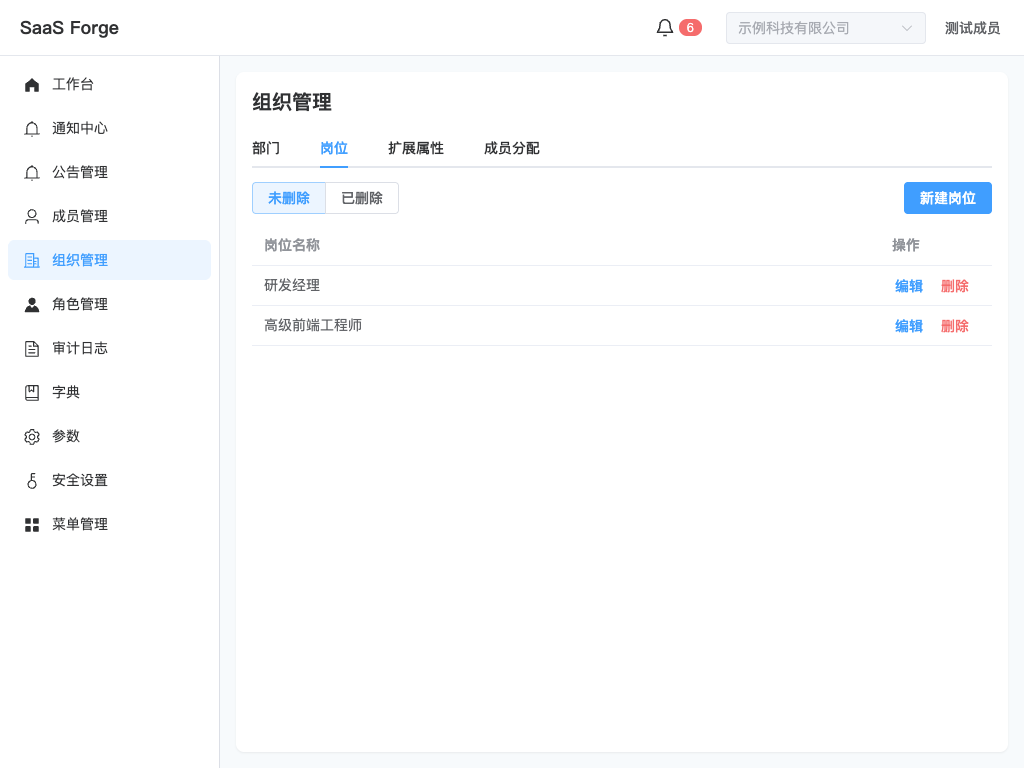 SaaS Forge
6
示例科技有限公司
测试成员
工作台
通知中心
公告管理
成员管理
组织管理
角色管理
审计日志
字典
参数
安全设置
菜单管理
组织管理
部门 岗位 扩展属性 成员分配
未删除 已删除 新建岗位
岗位名称 操作
研发经理 编辑 删除
高级前端工程师 编辑 删除